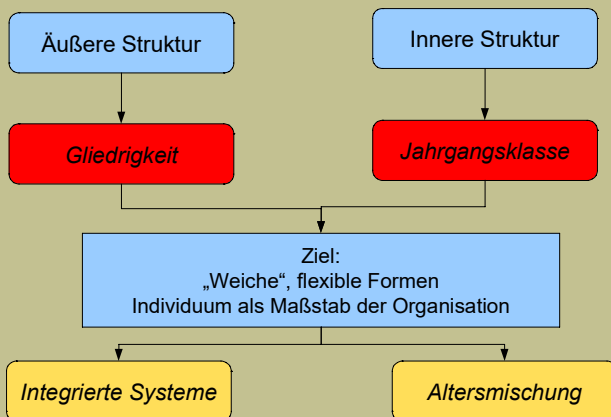 Äußere Struktur
Innere Struktur
Gliedrigkeit
Jahrgangsklasse
Ziel:
„Weiche“, flexible Formen
Individuum als Maßstab der Organisation
Integrierte Systeme
Altersmischung